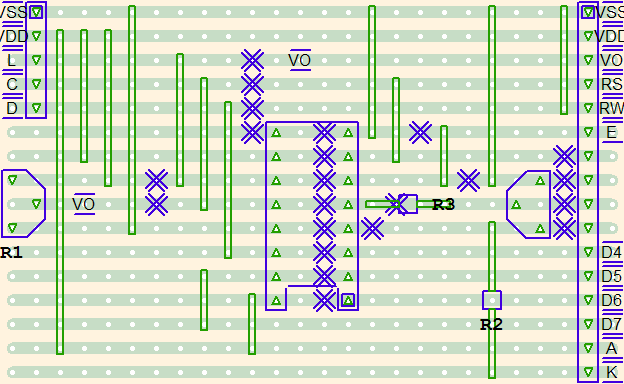 VSS VSS
VDD VDD
L VO VO
C RS
D RW
E
VO R3
R1 D4
D5
D6
R2 D7
A
K